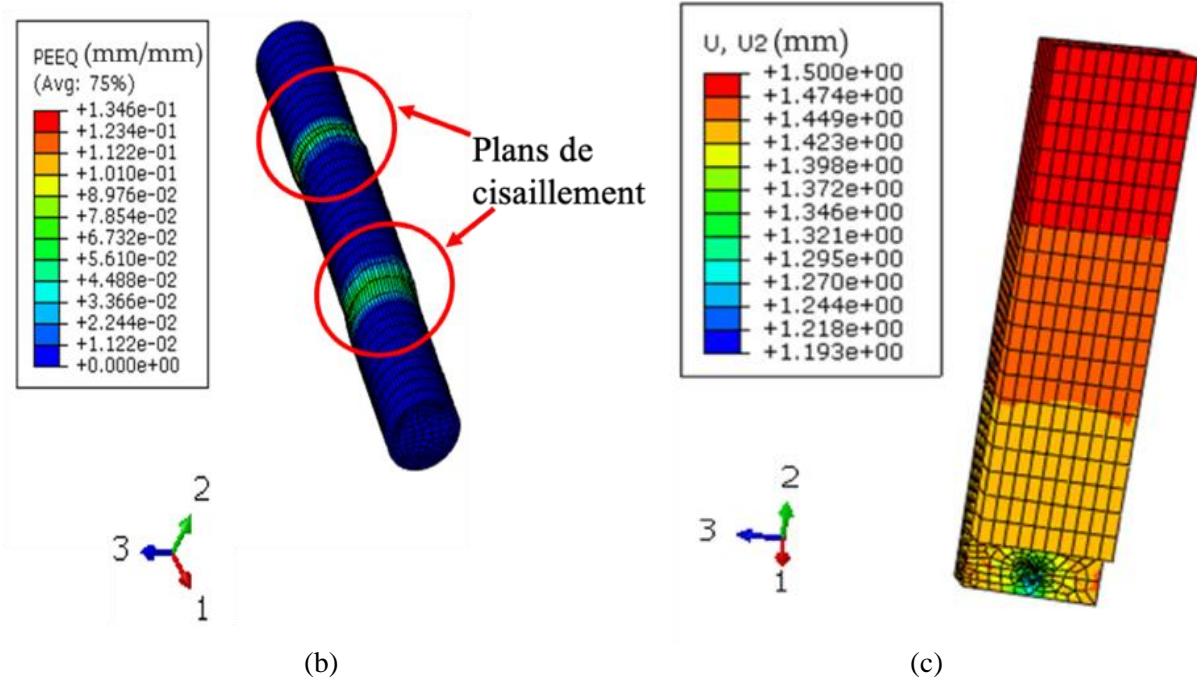 PEEQ (mm/mm)
(Avg: 75%)
+1.346e-01
+1.234e-01
+1.122e-01
+1.010e-01
+8.976e-02
+7.854e-02
+6.732e-02
+5.610e-02
+4.488e-02
+3.366e-02
+2.244e-02
+1.122e-02
+0.000e+00
Plans de
cisaillement
2
3
1
(b)
U, U2 (mm)
+1.500e+00
+1.474e+00
+1.449e+00
+1.423e+00
+1.398e+00
+1.372e+00
+1.346e+00
+1.321e+00
+1.295e+00
+1.270e+00
+1.244e+00
+1.218e+00
+1.193e+00
2
3
1
(c)